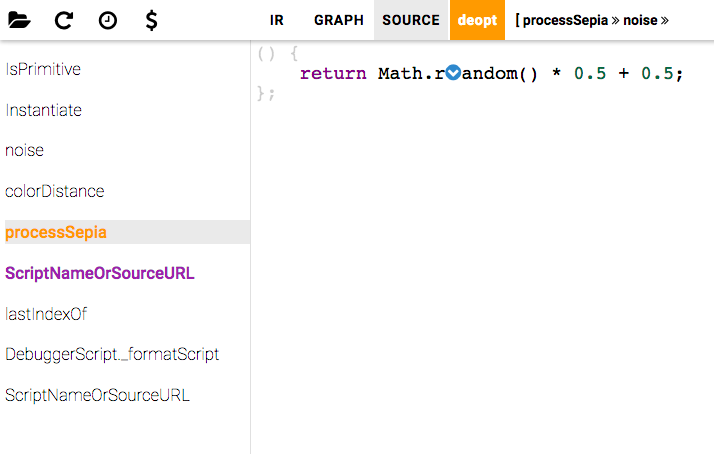 $ IR GRAPH SOURCE deopt [ processSepia » noise »
IsPrimitive
Instantiate
noise
colorDistance
processSepia
ScriptNameOrSourceURL
lastIndexOf
DebuggerScript._formatScript
ScriptNameOrSourceURL
() {
return Math.random() * 0.5 + 0.5;
};